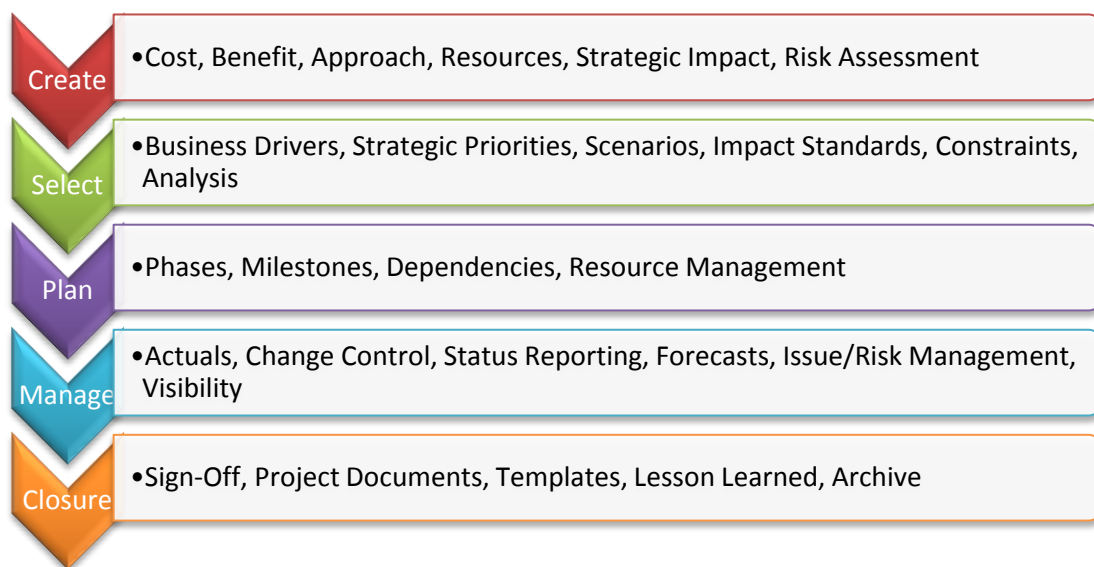 Create
•Cost, Benefit, Approach, Resources, Strategic Impact, Risk Assessment
Select
•Business Drivers, Strategic Priorities, Scenarios, Impact Standards, Constraints,
Analysis
Plan
•Phases, Milestones, Dependencies, Resource Management
Manage
•Actuals, Change Control, Status Reporting, Forecasts, Issue/Risk Management,
Visibility
Closure
•Sign-Off, Project Documents, Templates, Lesson Learned, Archive